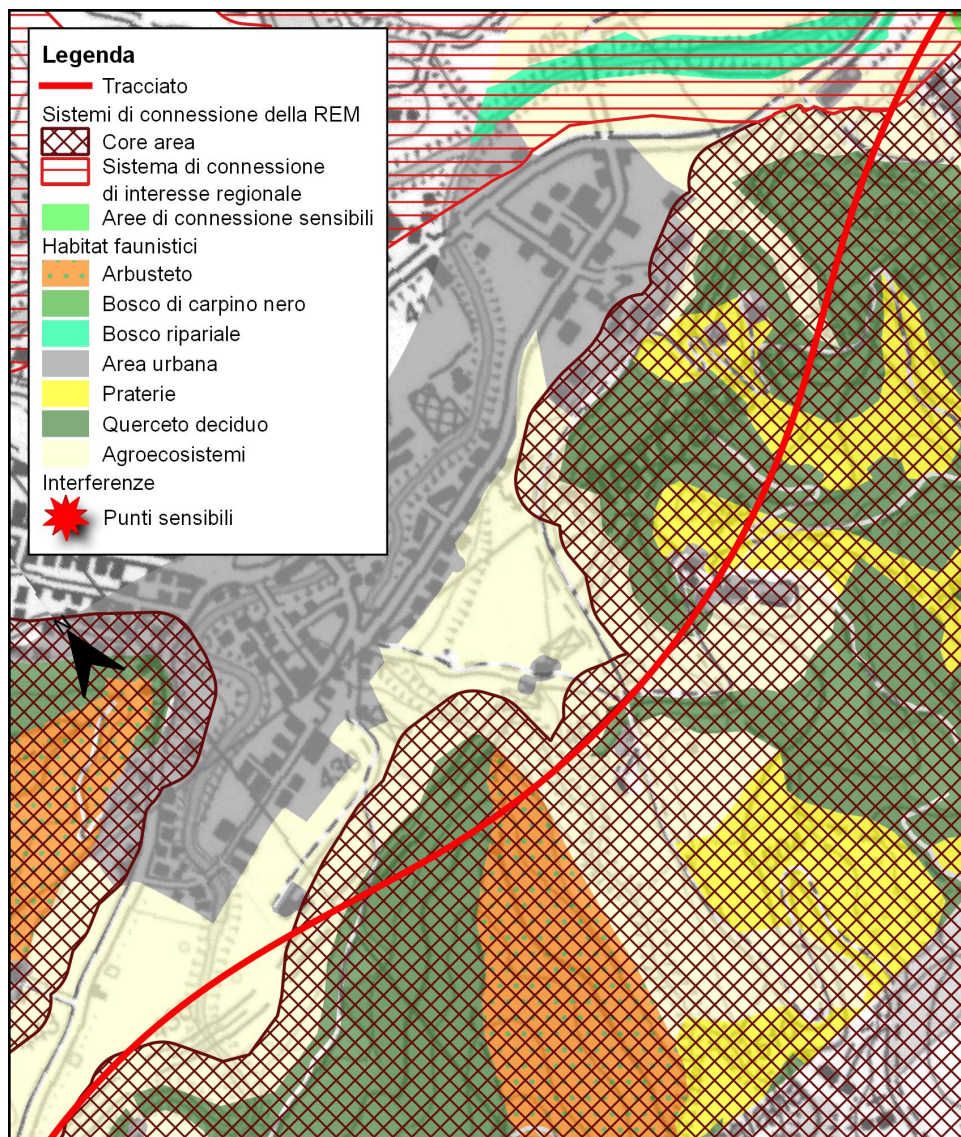 Legenda
Tracciato
Sistemi di connessione della REM
Core area
Sistema di connessione
di interesse regionale
Aree di connessione sensibili
Habitat faunistici
Arbusteto
Bosco di carpino nero
Bosco ripariale
Area urbana
Praterie
Querceto deciduo
Agroecosistemi
Interferenze
Punti sensibili
405